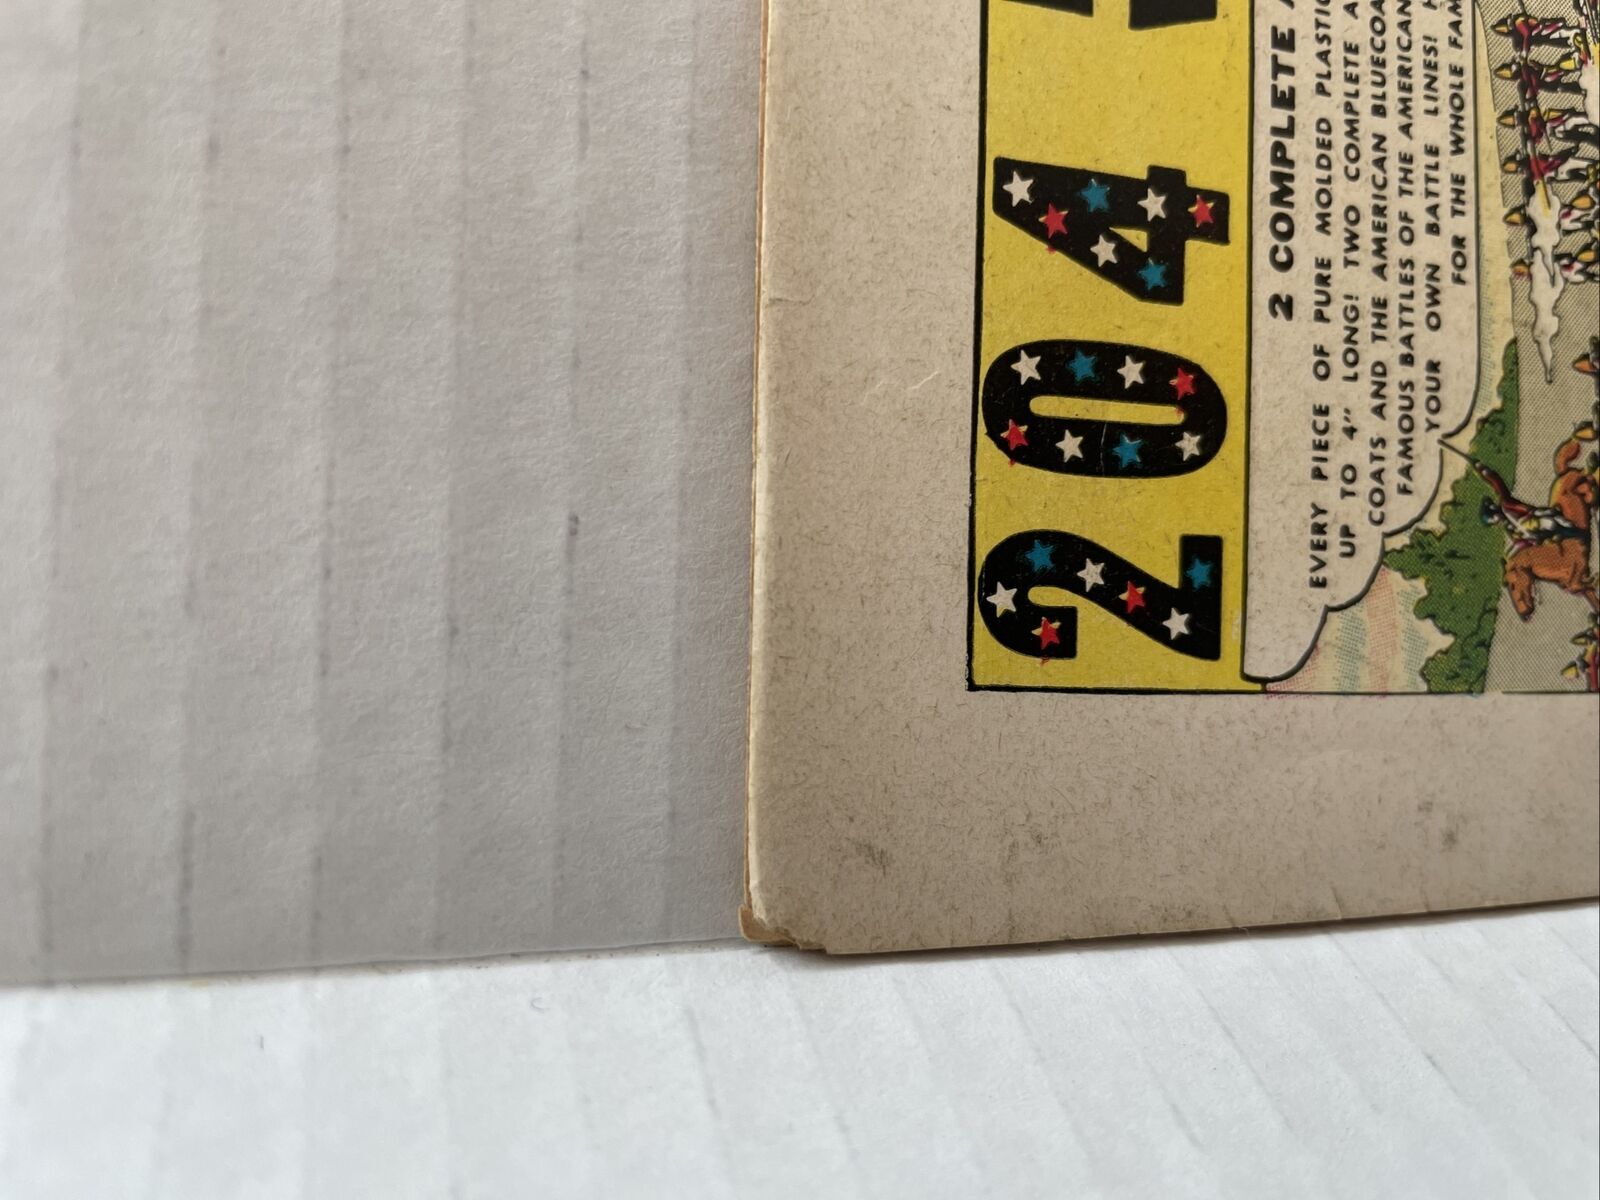 204
2 COMPLETE
EVERY PIECE OF PURE MOLDED PLASTIC
UP TO 4" LONG! TWO COMPLETE
COATS AND THE AMERICAN BLUECOA
FAMOUS BATTLES OF THE AMERICAN
YOUR OWN BATTLE LINES!
FOR THE WHOLE FAM